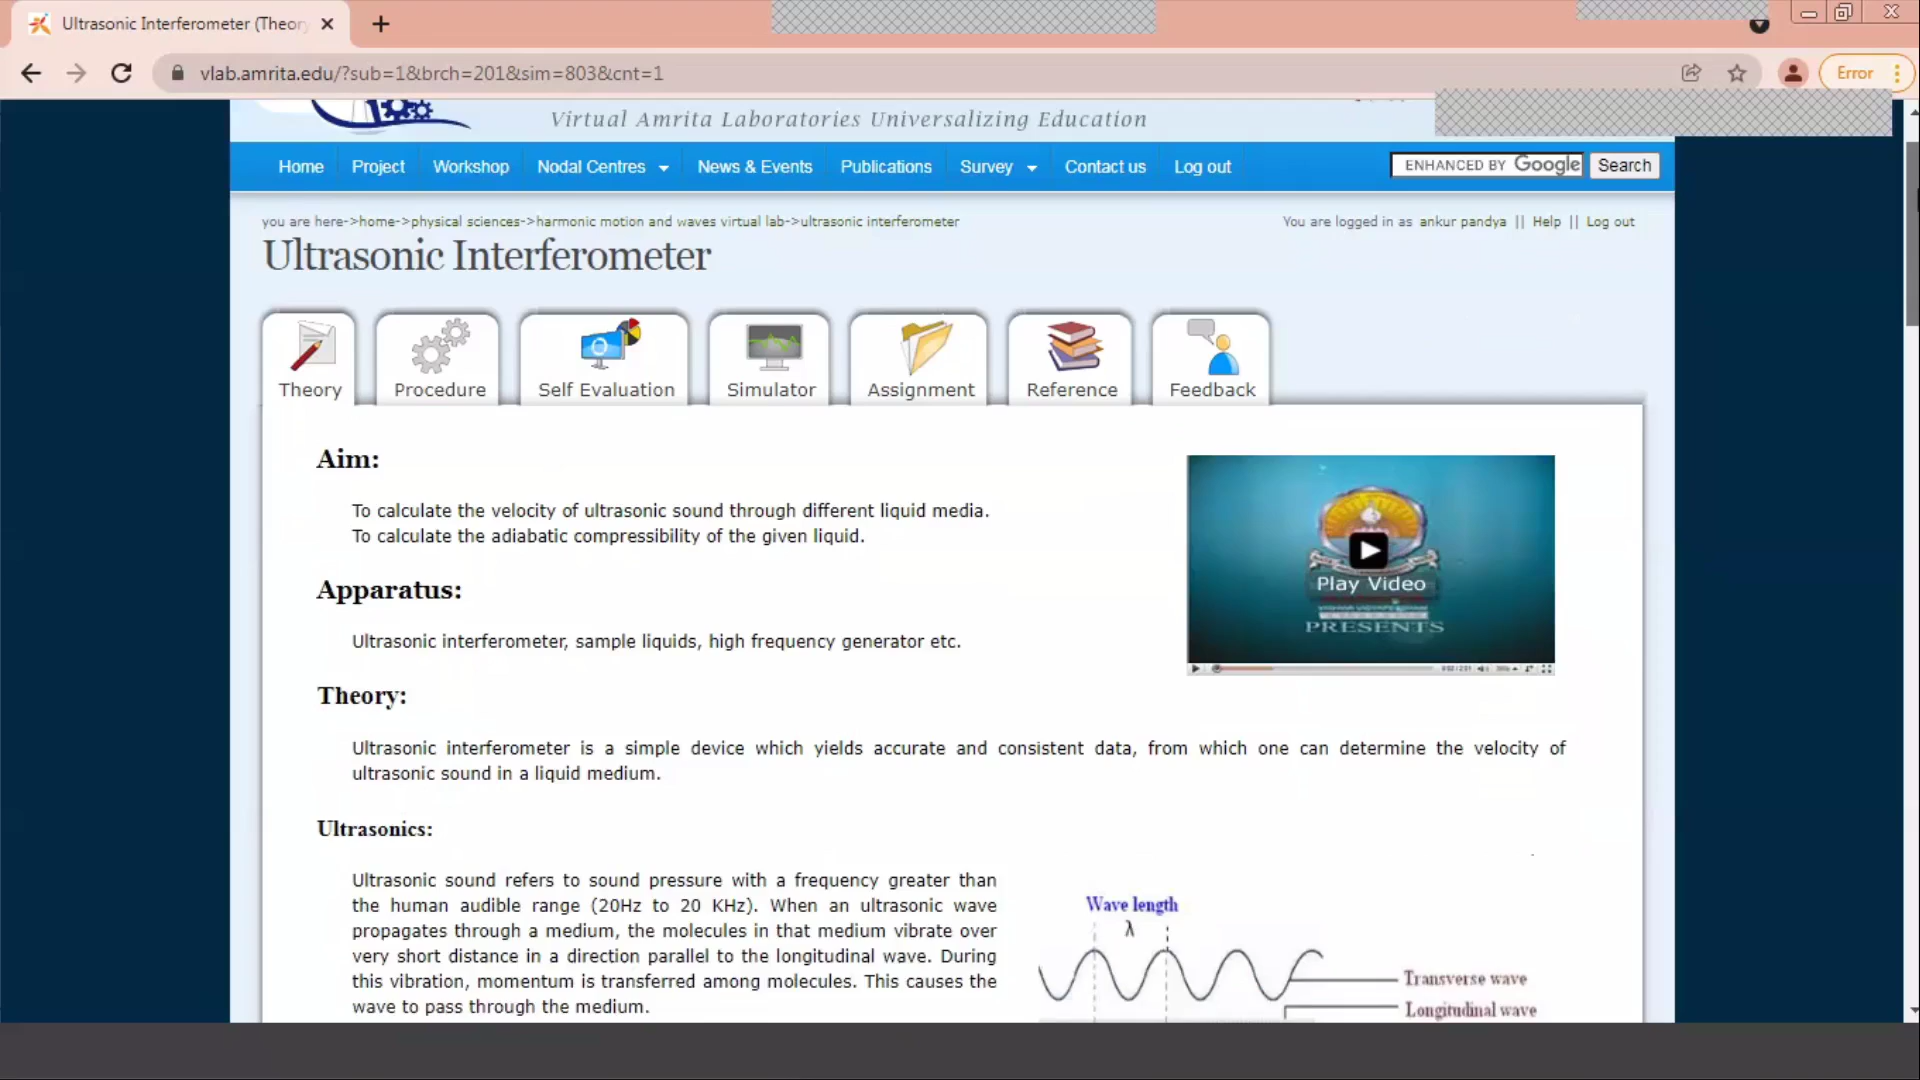 Ultrasonic Interferometer (Theory
vlab.amrita.edu/?sub=1&brch=201&sim=803&cnt=1
Error
Virtual Amrita Laboratories Universalizing Education
Home Project Workshop Nodal Centres News & Events Publications Survey Contact us Log out
ENHANCED BY Google Search
you are here->home->physical sciences->harmonic motion and waves virtual lab->ultrasonic interferometer
You are logged in as ankur pandya || Help || Log out
Ultrasonic Interferometer
Theory Procedure Self Evaluation Simulator Assignment Reference Feedback
Aim:
To calculate the velocity of ultrasonic sound through different liquid media.
To calculate the adiabatic compressibility of the given liquid.
Play Video
PRESENTS
Apparatus:
Ultrasonic interferometer, sample liquids, high frequency generator etc.
Theory:
Ultrasonic interferometer is a simple device which yields accurate and consistent data, from which one can determine the velocity of
ultrasonic sound in a liquid medium.
Ultrasonics:
Ultrasonic sound refers to sound pressure with a frequency greater than
the human audible range (20Hz to 20 KHz). When an ultrasonic wave
propagates through a medium, the molecules in that medium vibrate over
very short distance in a direction parallel to the longitudinal wave. During
this vibration, momentum is transferred among molecules. This causes the
wave to pass through the medium.
Wave length
λ
Transverse wave
Longitudinal wave